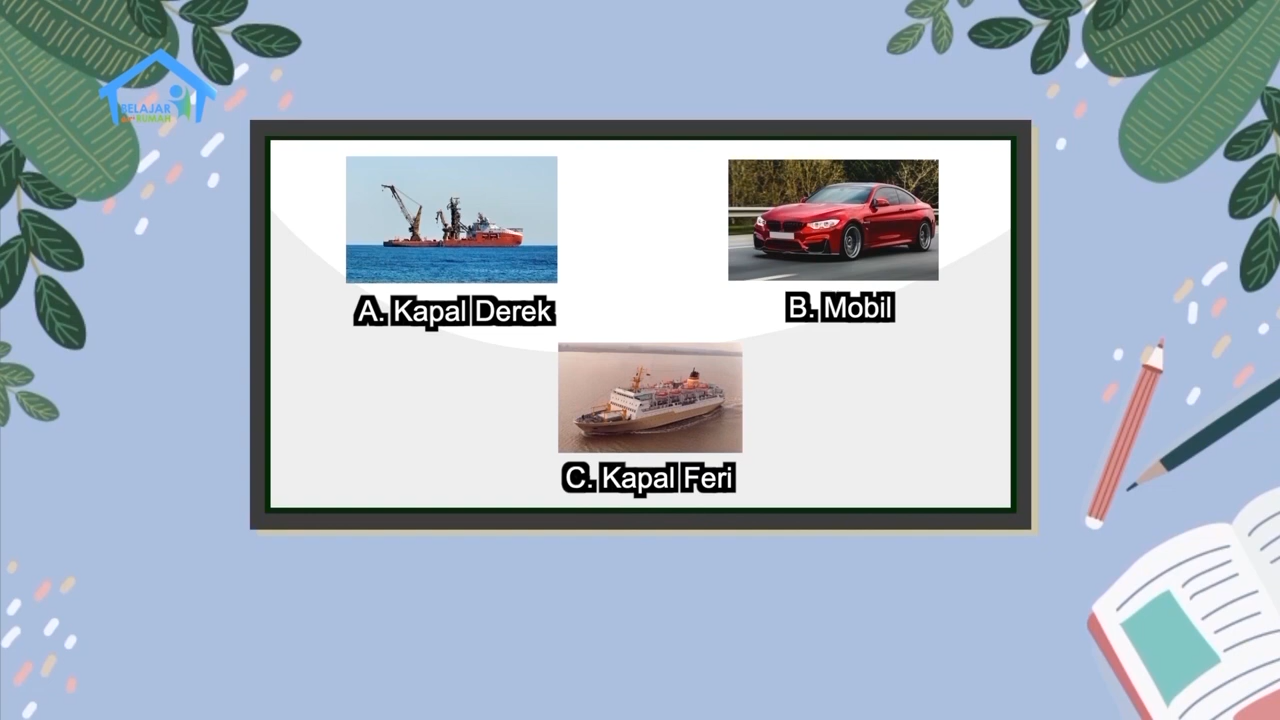 BELAJAR
RUMAH
A. Kapal Derek
B. Mobil
C. Kapal Feri